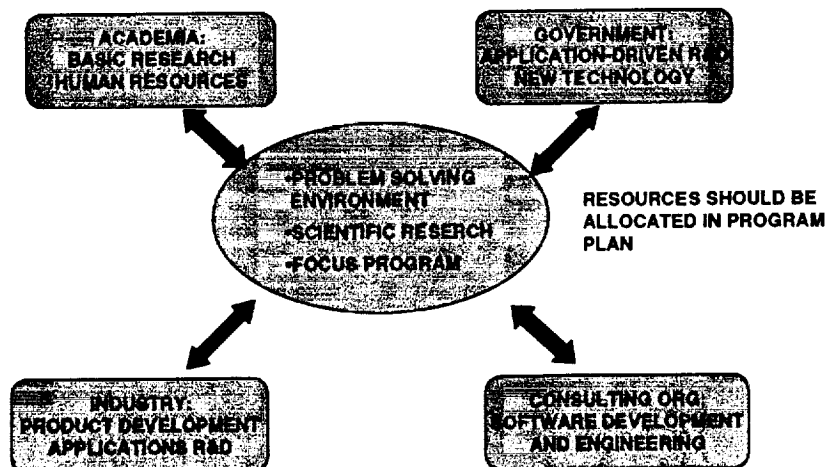 ACADEMIA:
BASIC RESEARCH
HUMAN RESOURCES
GOVERNMENT:
APPLICATION-DRIVEN R&D
NEW TECHNOLOGY
•PROBLEM SOLVING
ENVIRONMENT
•SCIENTIFIC RESERCH
•FOCUS PROGRAM
RESOURCES SHOULD BE
ALLOCATED IN PROGRAM
PLAN
INDUSTRY:
PRODUCT DEVELOPMENT
APPLICATIONS R&D
CONSULTING ORG:
SOFTWARE DEVELOPMENT
AND ENGINEERING